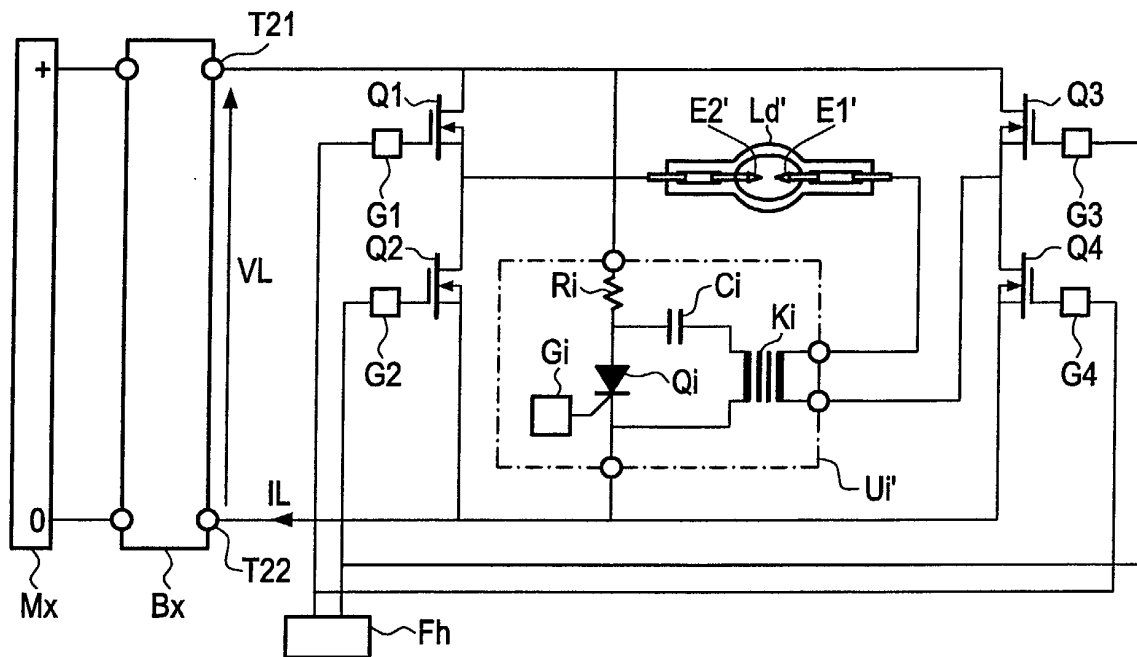 T21
+
Q1
E2'
Ld'
E1'
Q3
G1
G3
Q2
Q4
VL
Ri
Ci
Ki
G2
Gi
Qi
G4
Ui'
IL
0
T22
Mx
Bx
Fh